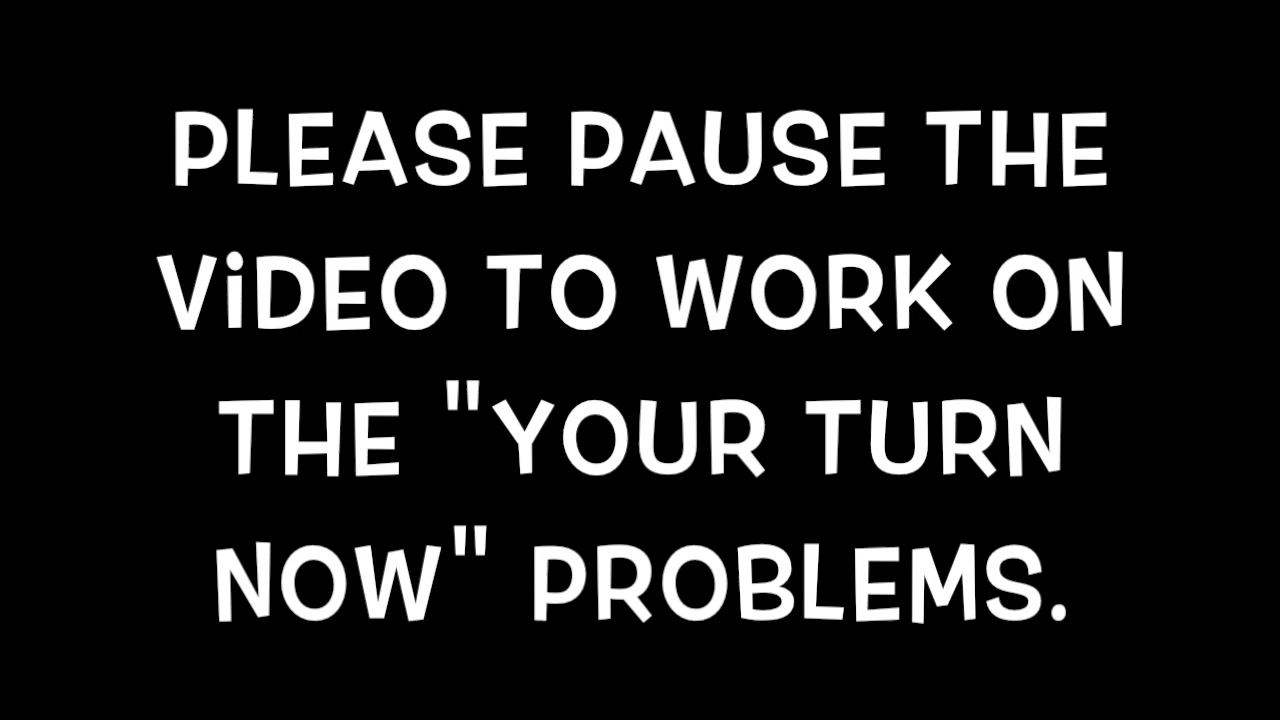 PLEASE PAUSE THE
ViDEO TO WORK ON
THE "YOUR TURN
NOW" PROBLEMS.